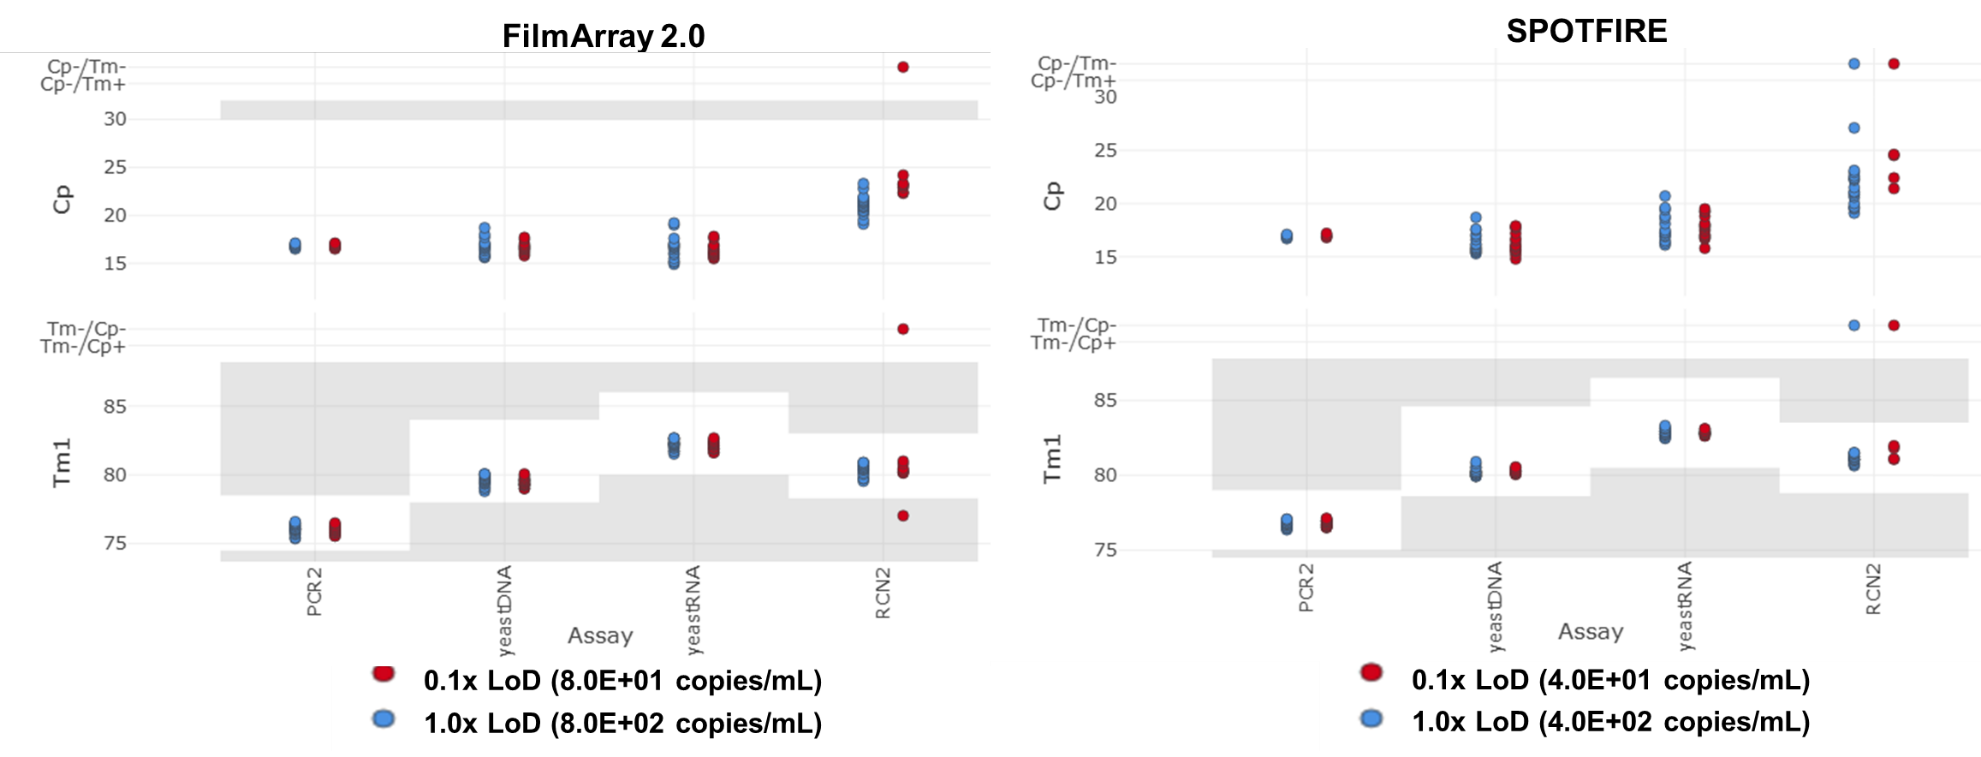 FilmArray 2.0
Cp-/Tm-
Cp-/Tm+
30
25
20
15
Cp
Tm-/Cp-
Tm-/Cp+
85
80
75
Tm1
PCR2
yeastDNA
yeastRNA
RCN2
Assay
0.1x LoD (8.0E+01 copies/mL)
1.0x LoD (8.0E+02 copies/mL)
SPOTFIRE
Cp-/Tm-
Cp-/Tm+
30
25
20
15
Cp
Tm-/Cp-
Tm-/Cp+
85
80
75
Tm1
PCR2
yeastDNA
yeastRNA
RCN2
Assay
0.1x LoD (4.0E+01 copies/mL)
1.0x LoD (4.0E+02 copies/mL)